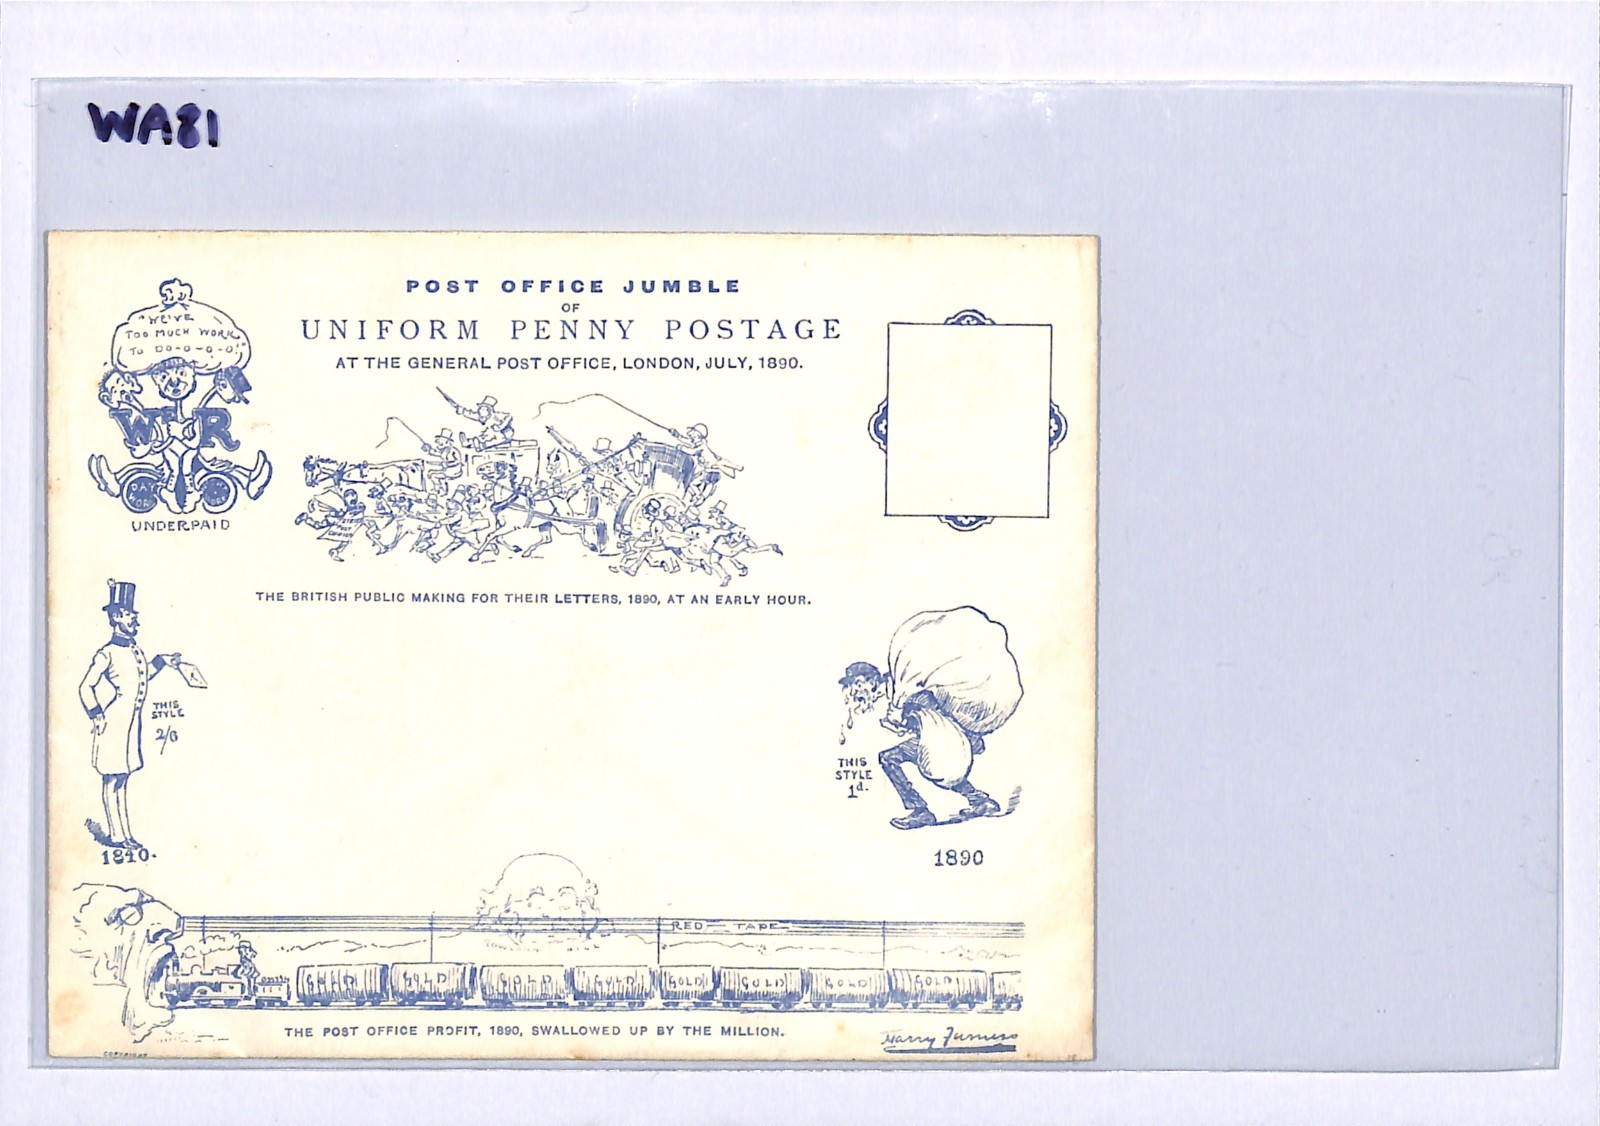 WA81
POST OFFICE JUMBLE
OF
UNIFORM PENNY POSTAGE
AT THE GENERAL POST OFFICE, LONDON, JULY, 1890.
"WE'VE
TOO MUCH WORK
TO DO-O-O-O!"
W R
DAY
WORK
UNDERPAID
THE BRITISH PUBLIC MAKING FOR THEIR LETTERS, 1890, AT AN EARLY HOUR.
THIS
STYLE
2/6
1840.
THIS
STYLE
1d.
1890
RED TAPE
GOLD GOLD GOLD GOLD GOLD GOLD GOLD GOLD
THE POST OFFICE PROFIT, 1890, SWALLOWED UP BY THE MILLION.
Harry Furniss
COPYRIGHT